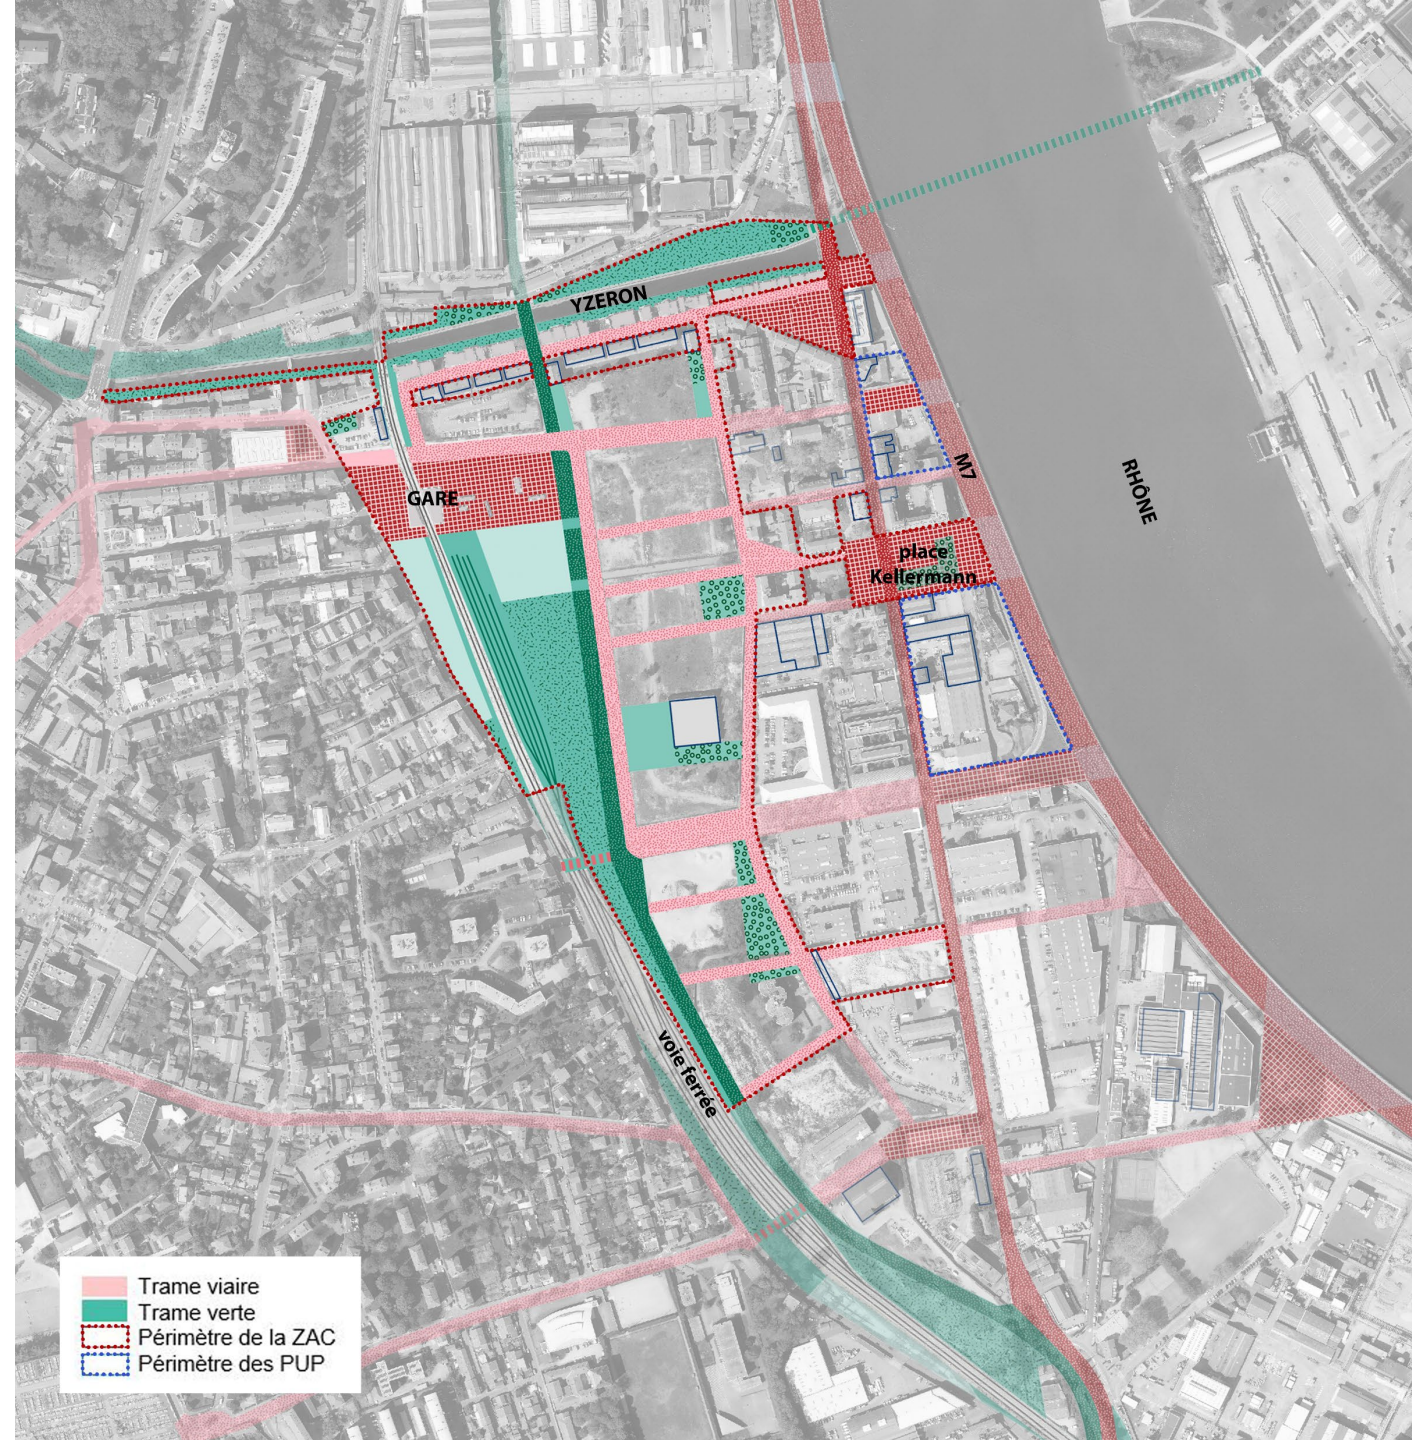 YZERON
GARE
M7
RHÔNE
place
Kellermann
voie ferrée
Trame viaire
Trame verte
Périmètre de la ZAC
Périmètre des PUP